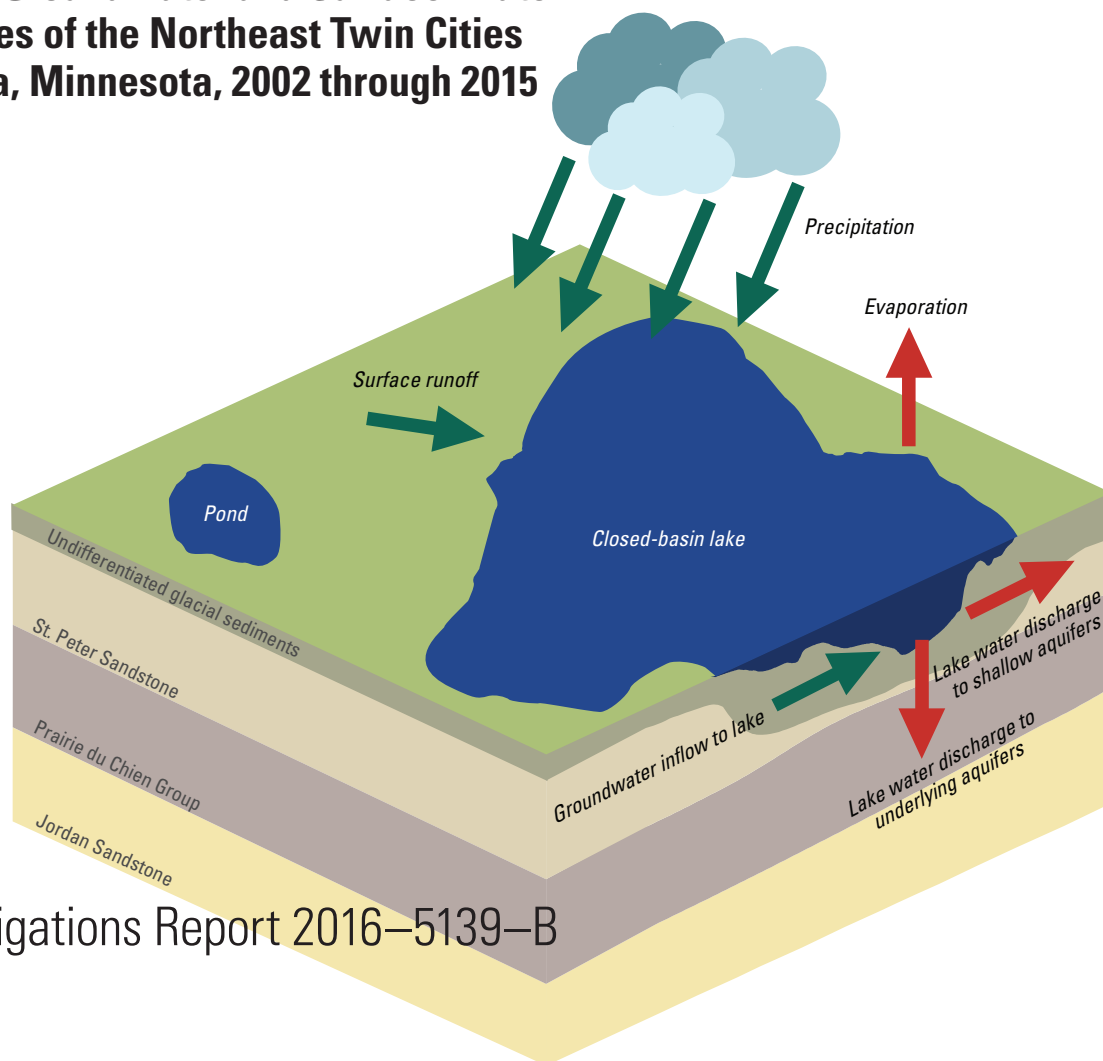 es of the Northeast Twin Cities
a, Minnesota, 2002 through 2015
Precipitation
Evaporation
Surface runoff
Pond
Closed-basin lake
Undifferentiated glacial sediments
St. Peter Sandstone
Prairie du Chien Group
Jordan Sandstone
Groundwater inflow to lake
Lake water discharge
to shallow aquifers
Lake water discharge to
underlying aquifers
igations Report 2016–5139–B